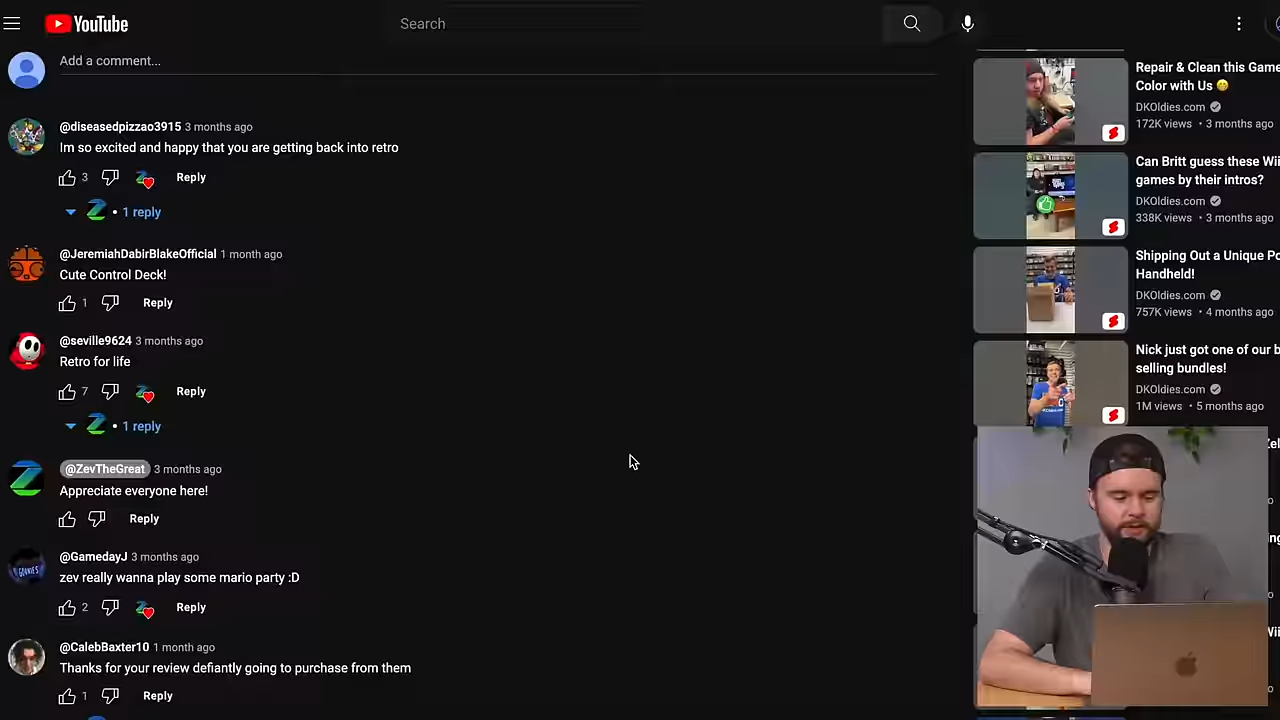 YouTube
Search
Add a comment...
@diseasedpizzao3915 3 months ago
Im so excited and happy that you are getting back into retro
3 Reply
• 1 reply
@JeremiahDabirBlakeOfficial 1 month ago
Cute Control Deck!
1 Reply
@seville9624 3 months ago
Retro for life
7 Reply
• 1 reply
@ZevTheGreat 3 months ago
Appreciate everyone here!
Reply
@GamedayJ 3 months ago
zev really wanna play some mario party :D
2 Reply
@CalebBaxter10 1 month ago
Thanks for your review defiantly going to purchase from them
1 Reply
Repair & Clean this Game
Color with Us 😁
DKOldies.com
172K views • 3 months ago
Can Britt guess these Wii
games by their intros?
DKOldies.com
338K views • 3 months ago
Shipping Out a Unique Po
Handheld!
DKOldies.com
757K views • 4 months ago
Nick just got one of our b
selling bundles!
DKOldies.com
1M views • 5 months ago